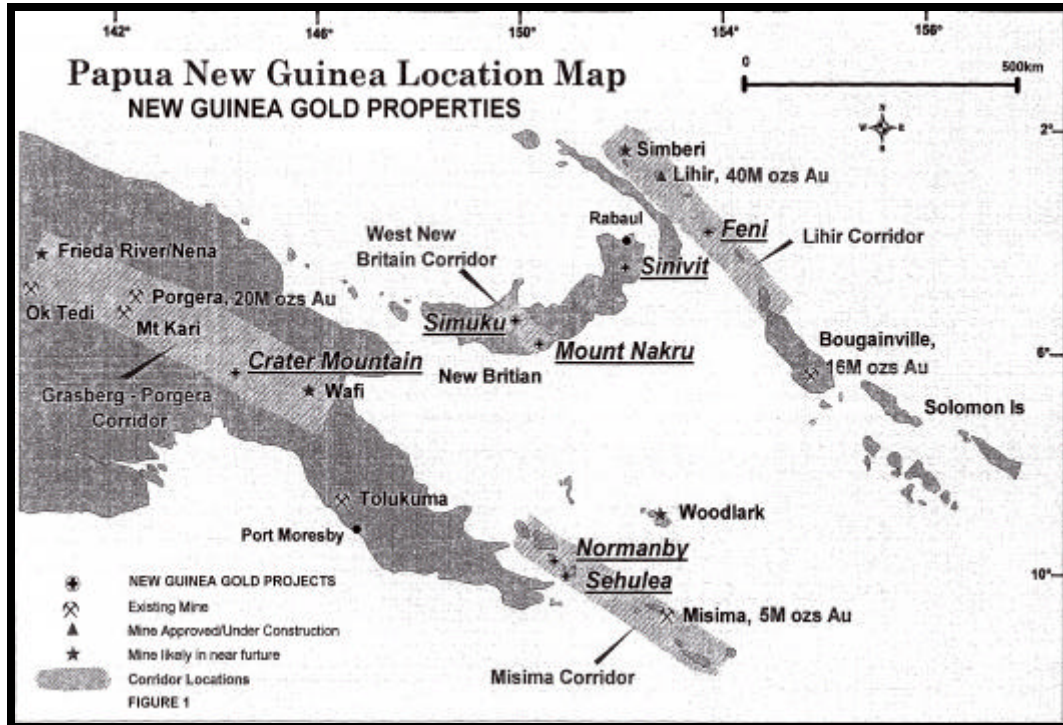 142°
146°
150°
154°
156°
Papua New Guinea Location Map
NEW GUINEA GOLD PROPERTIES
0
500km
N
W
E
S
2°
Simberi
Lihir, 40M ozs Au
Rabaul
Feni
West New
Britain Corridor
Lihir Corridor
Frieda River/Nena
Sinivit
Porgera, 20M ozs Au
Ok Tedi
Mt Kari
Simuku
Mount Nakru
Bougainville,
16M ozs Au
6°
Crater Mountain
New Britian
Wafi
Grasberg - Porgera
Corridor
Solomon Is
Tolukuma
Woodlark
Port Moresby
Normanby
Sehulea
10°
NEW GUINEA GOLD PROJECTS
Existing Mine
Misima, 5M ozs Au
Mine Approved/Under Construction
Mine likely in near furture
Corridor Locations
Misima Corridor
FIGURE 1